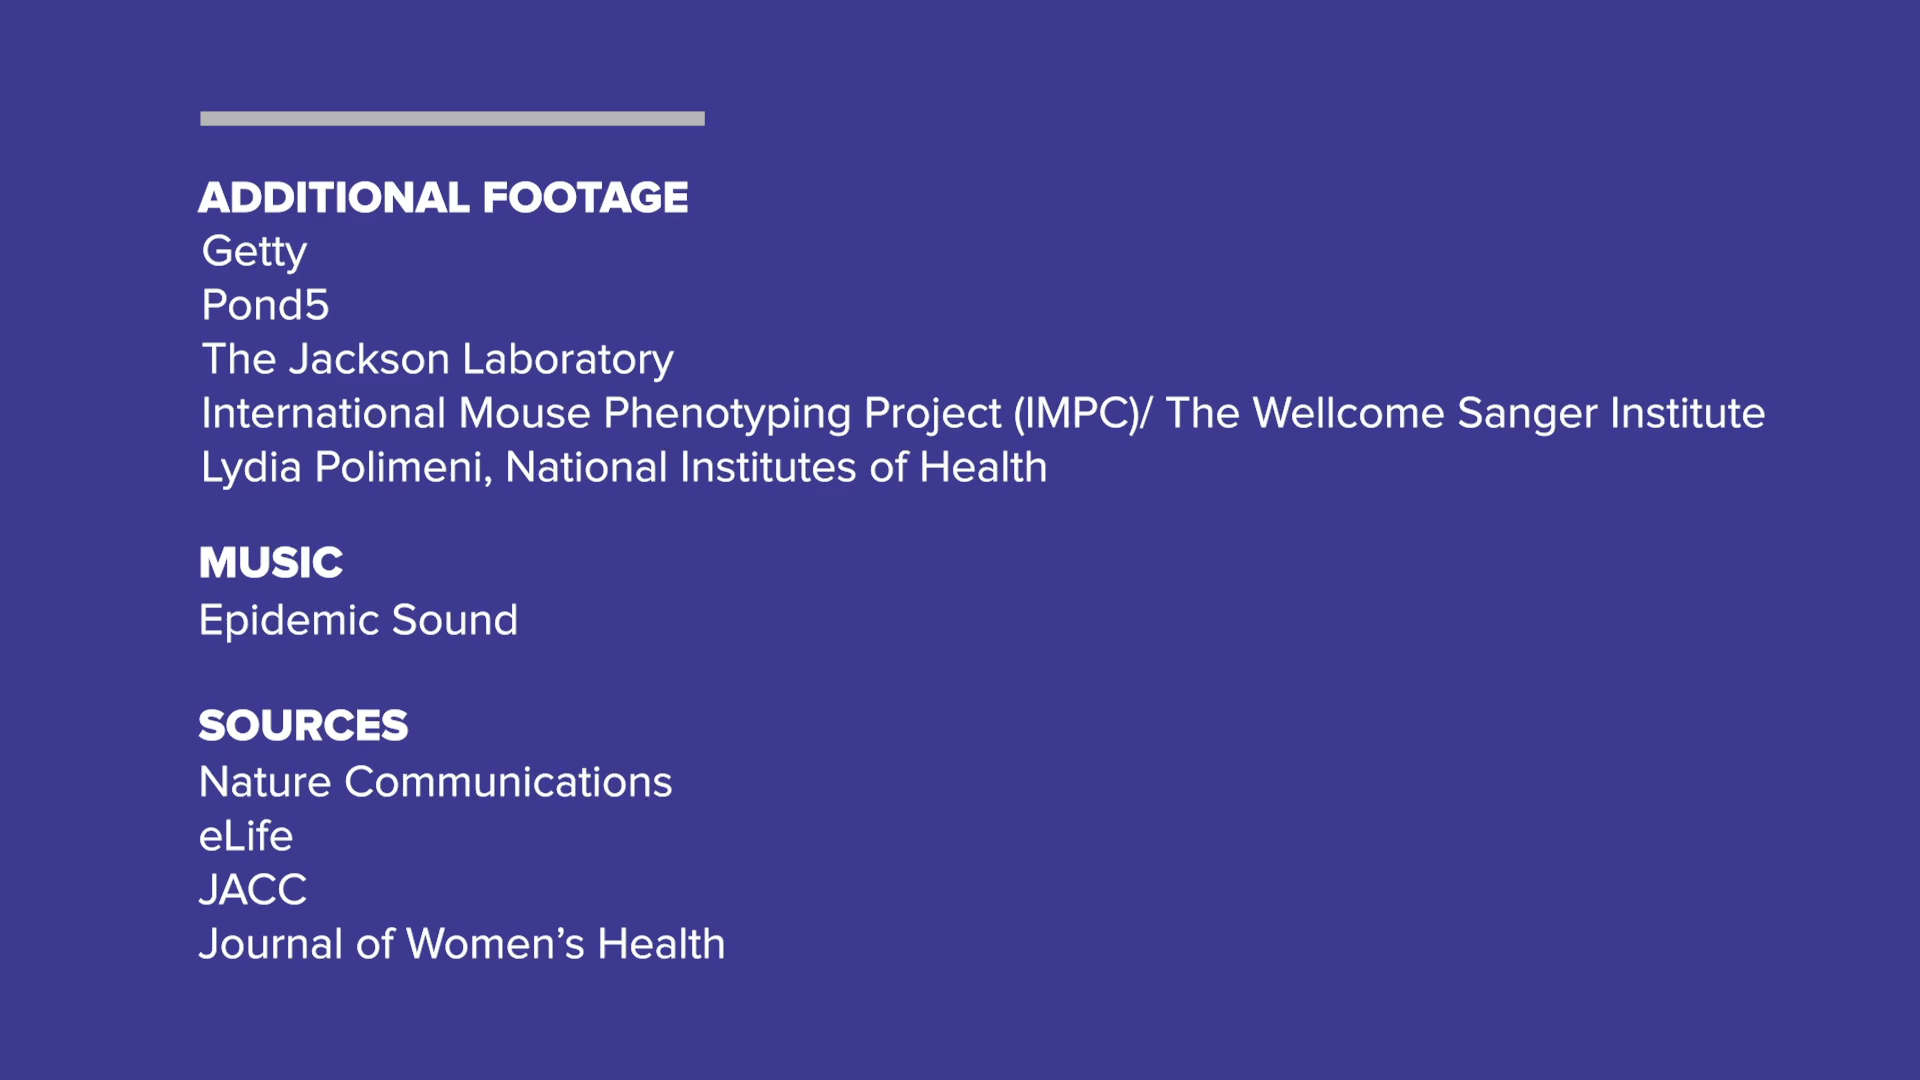 ADDITIONAL FOOTAGE
Getty
Pond5
The Jackson Laboratory
International Mouse Phenotyping Project (IMPC)/ The Wellcome Sanger Institute
Lydia Polimeni, National Institutes of Health
MUSIC
Epidemic Sound
SOURCES
Nature Communications
eLife
JACC
Journal of Women’s Health